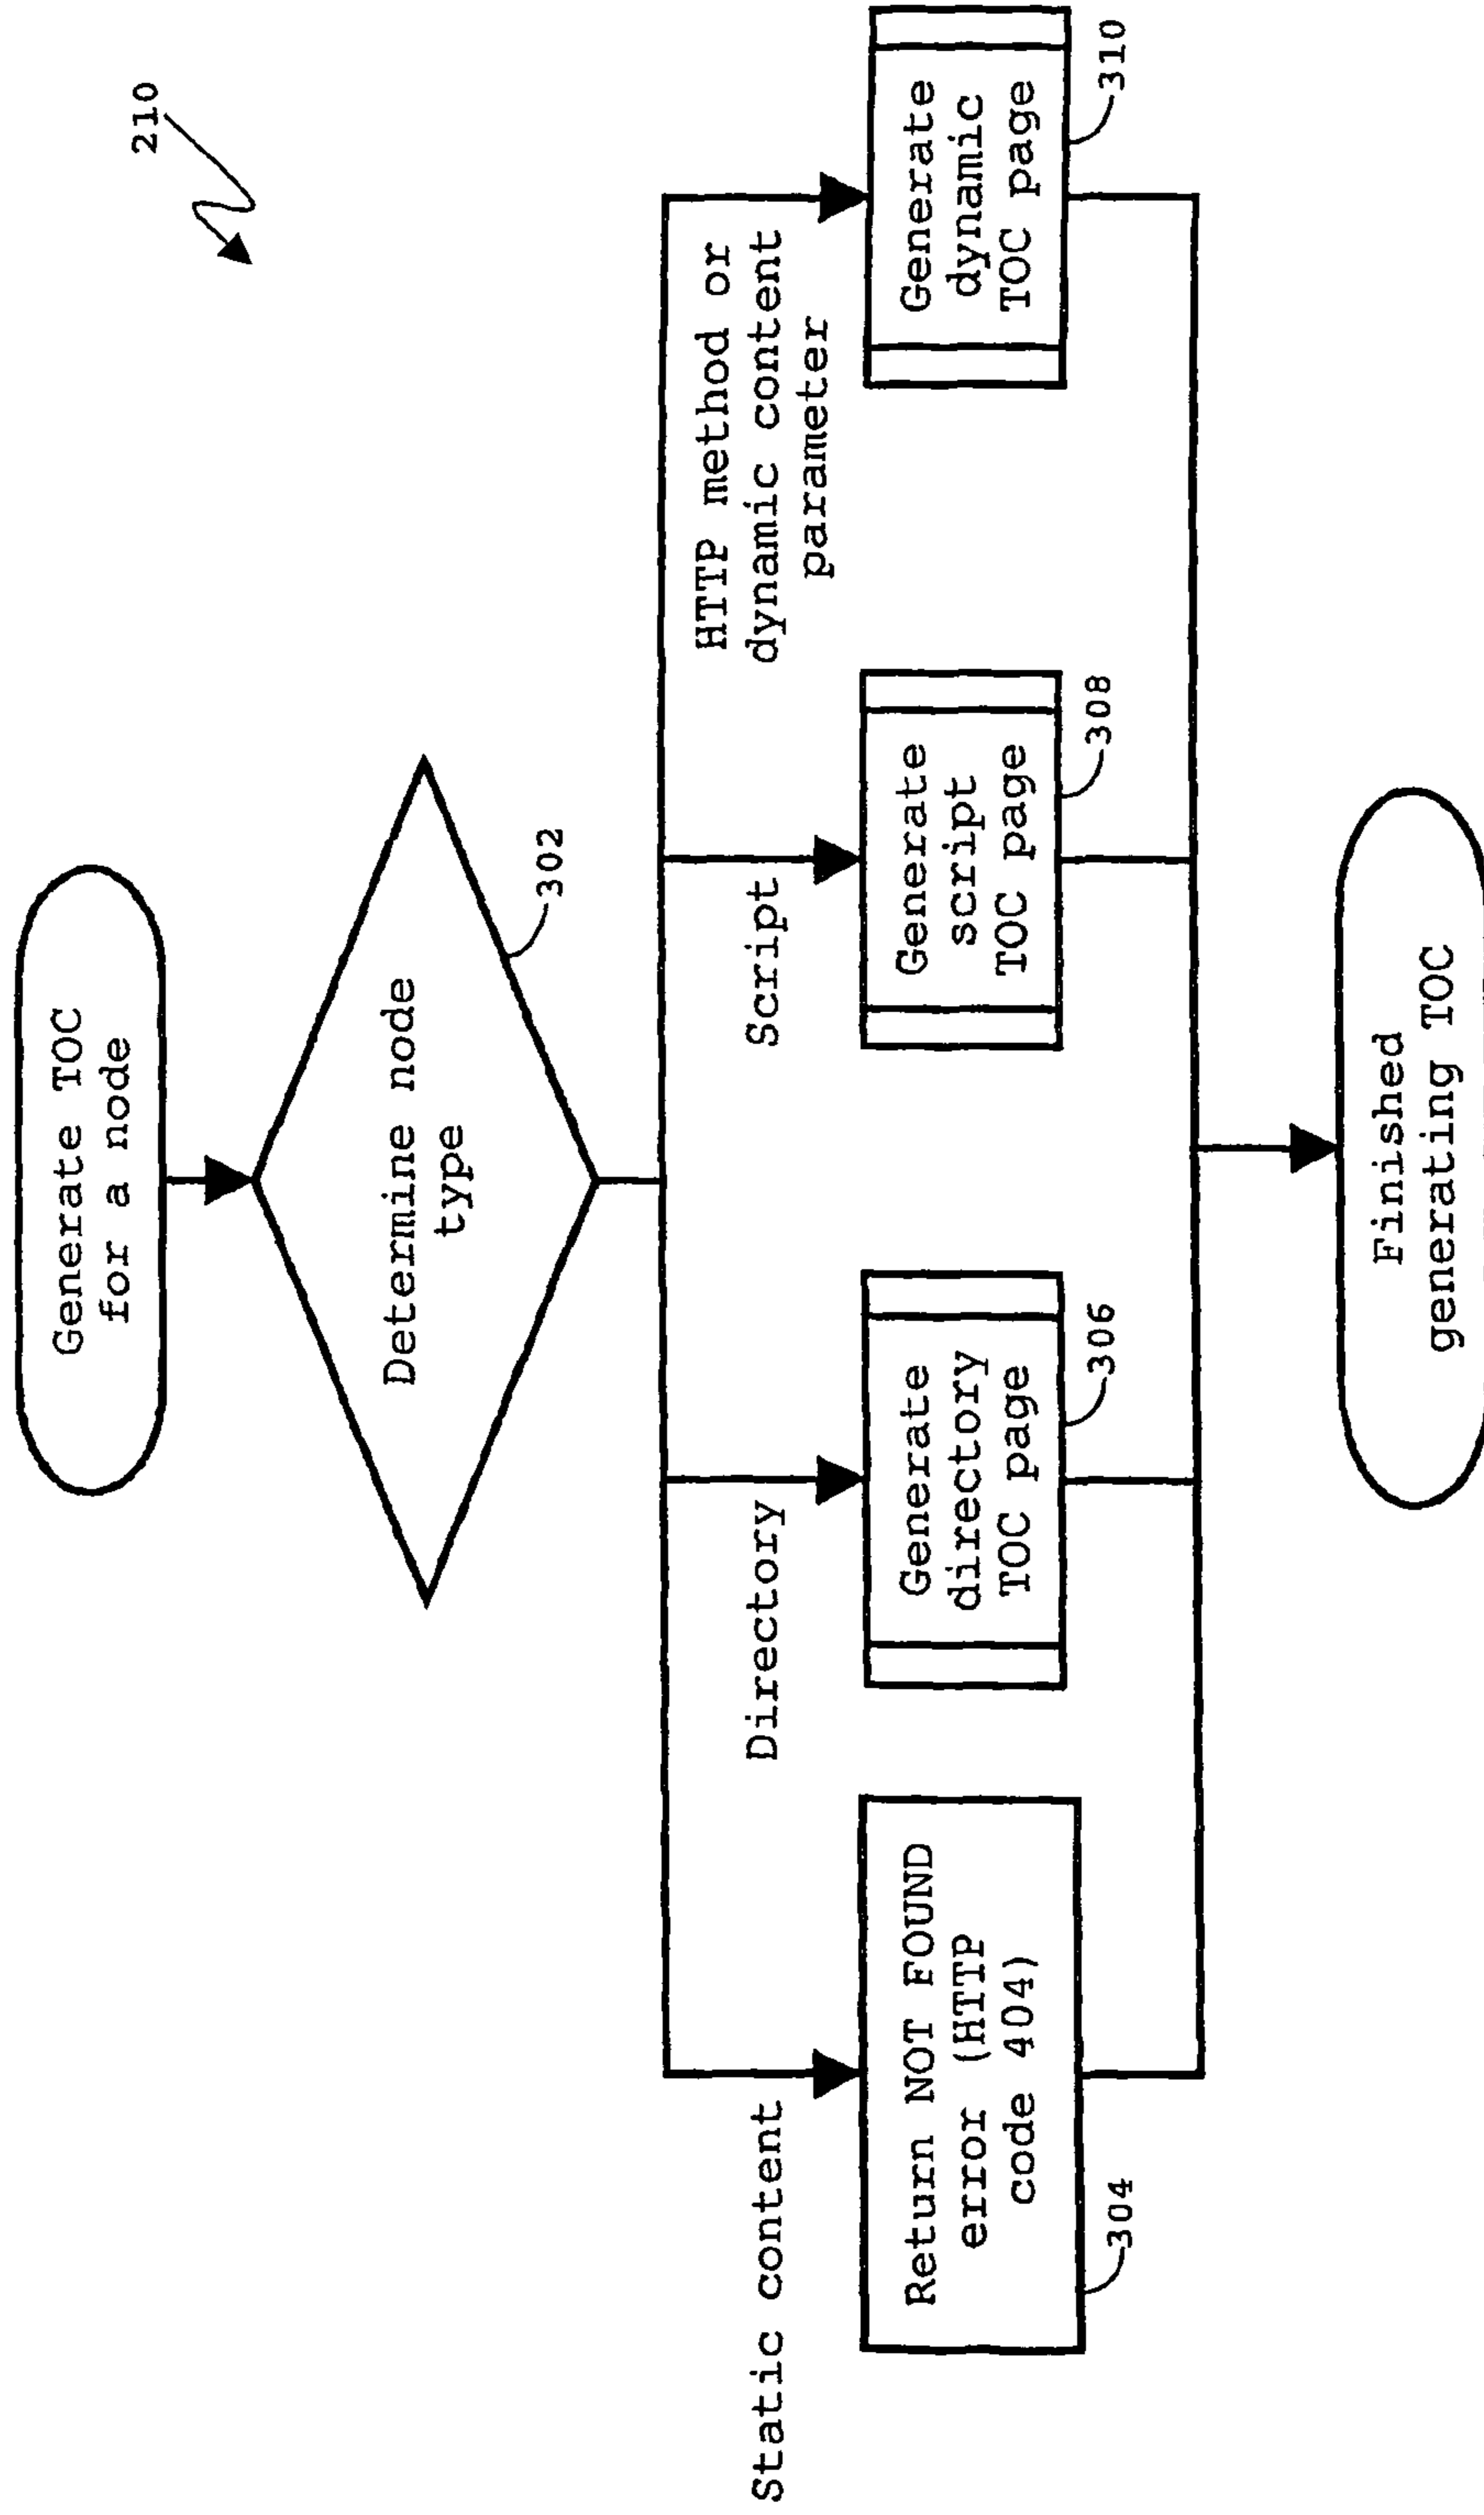 210
Generate TOC
for a node
Determine node
type
302
Static content
Directory
Script
HTTP method or
dynamic content
parameter
Return NOT FOUND
error (HTTP
code 404)
304
Generate
directory
TOC page
306
Generate
script
TOC page
308
Generate
dynamic
TOC page
310
Finished
generating TOC